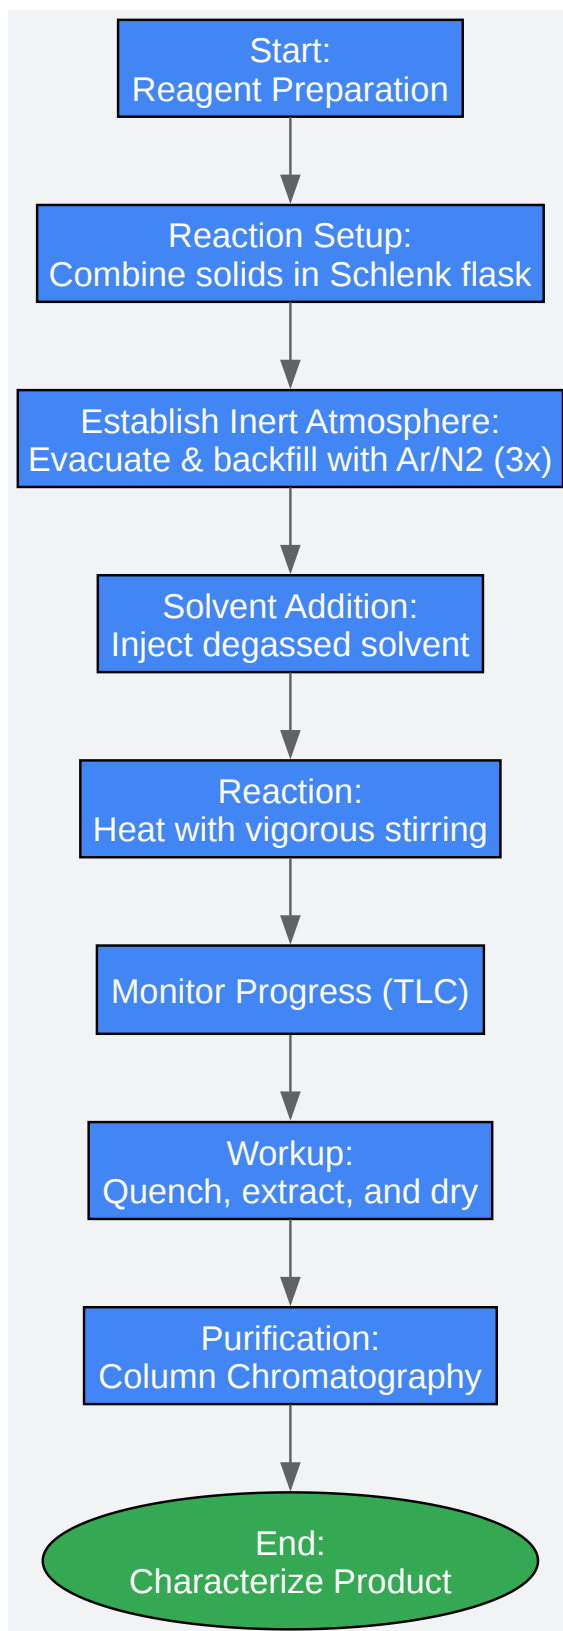 Start:
Reagent Preparation
Reaction Setup:
Combine solids in Schlenk flask
Establish Inert Atmosphere:
Evacuate & backfill with Ar/N2 (3x)
Solvent Addition:
Inject degassed solvent
Reaction:
Heat with vigorous stirring
Monitor Progress (TLC)
Workup:
Quench, extract, and dry
Purification:
Column Chromatography
End:
Characterize Product